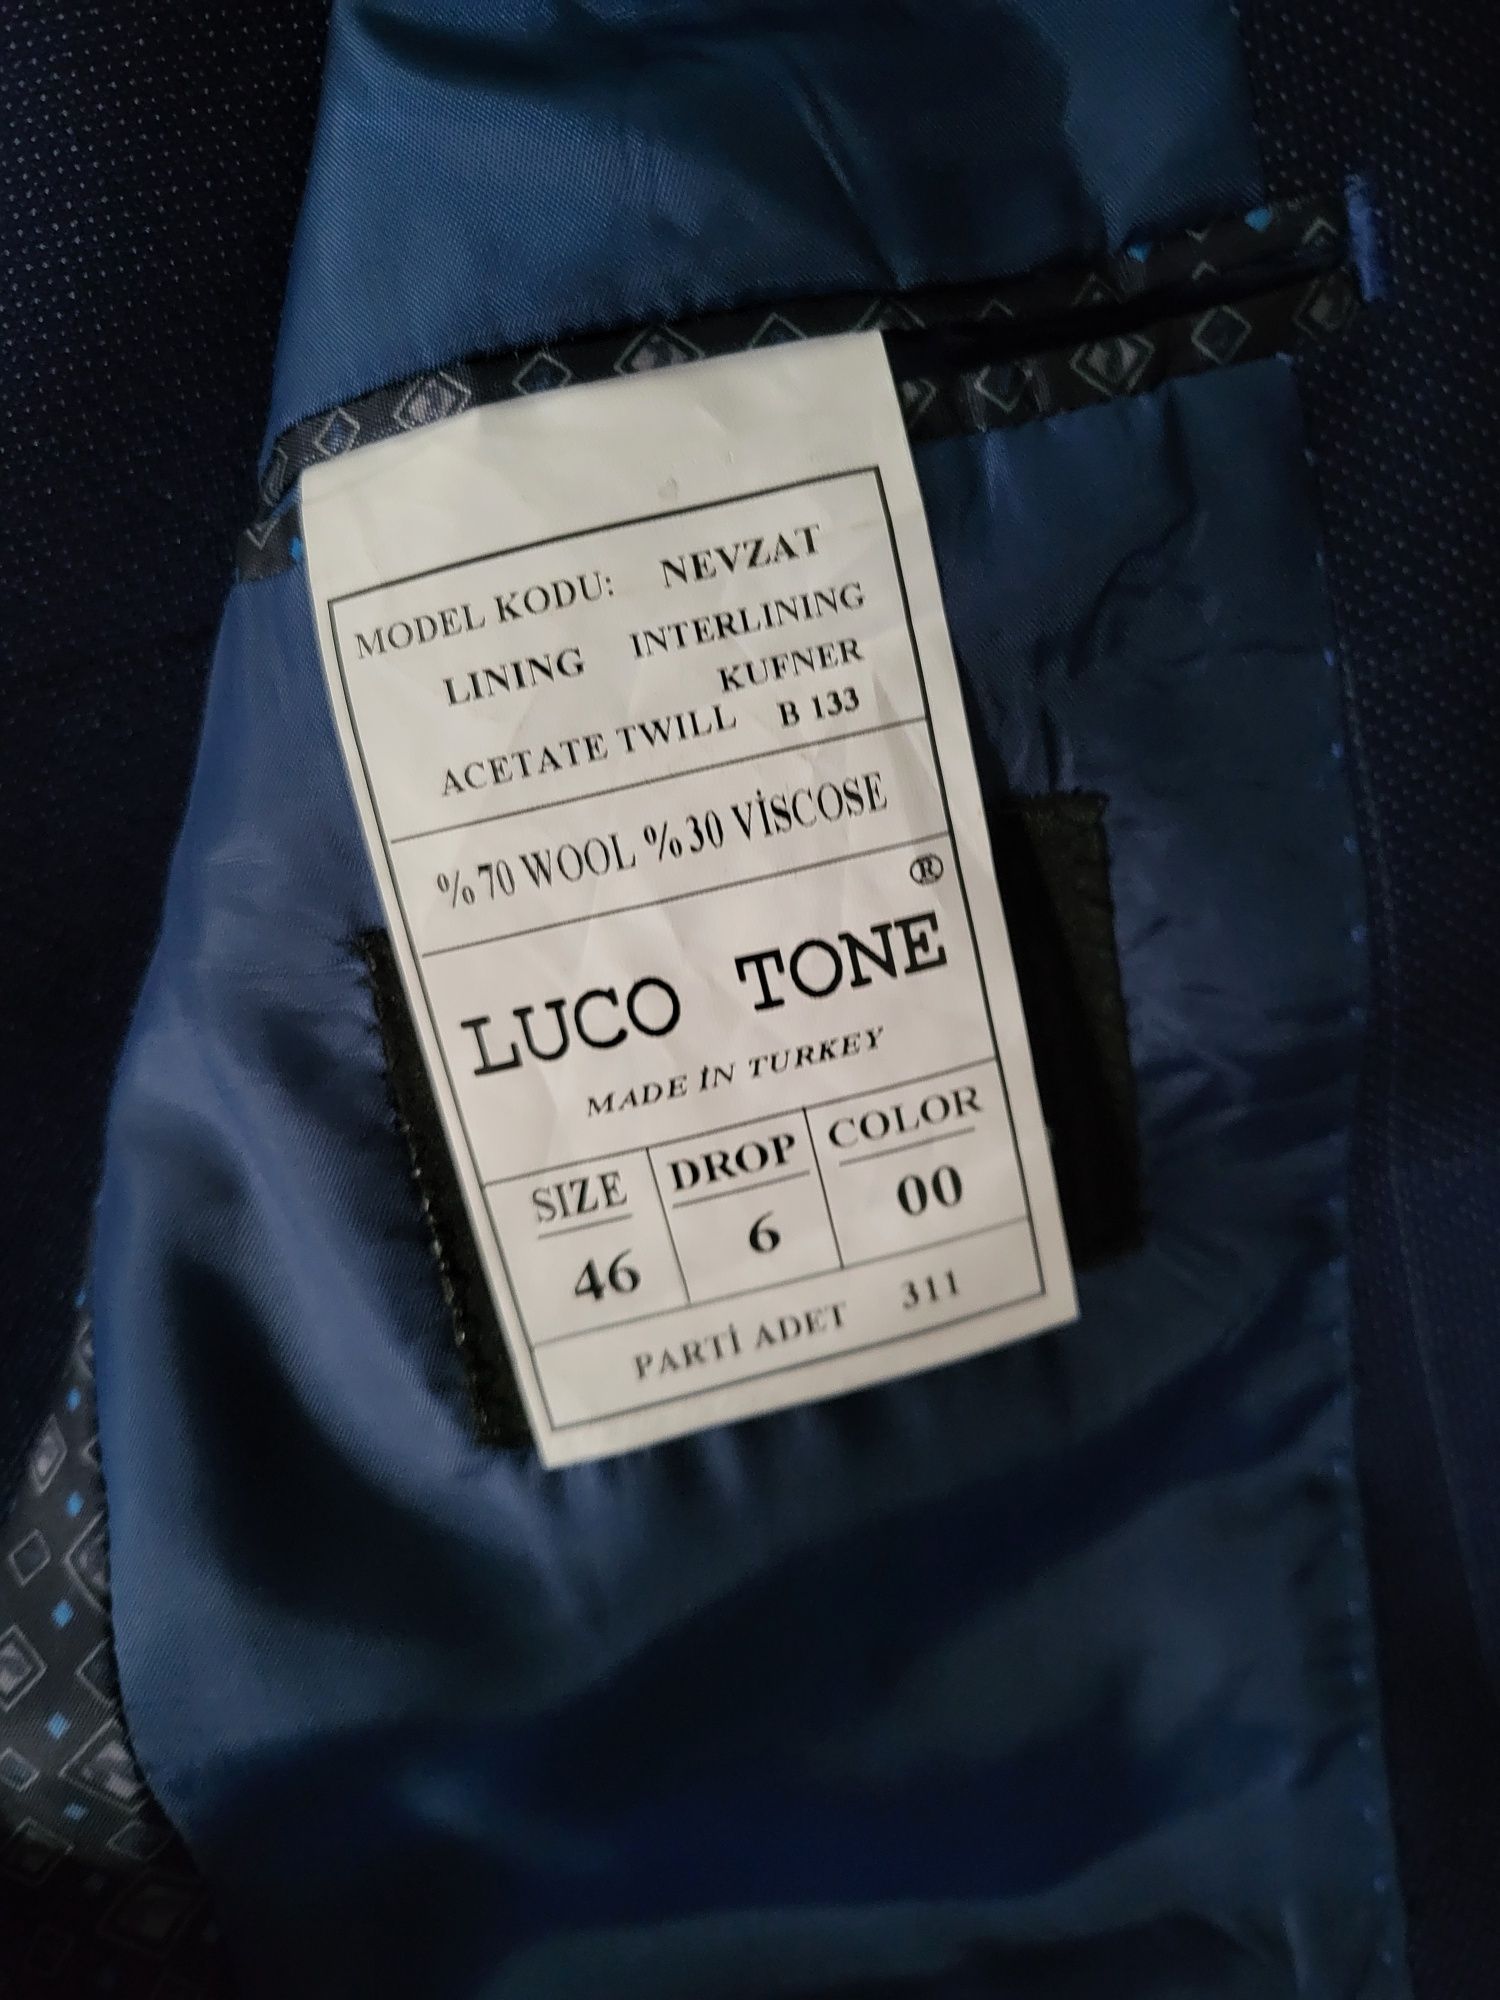 MODEL KODU: NEVZAT
LINING INTERLINING
KUFNER
ACETATE TWILL B 133
%70 WOOL %30 VİSCOSE
®
LUCO TONE
MADE İN TURKEY
SIZE DROP COLOR
46 6 00
PARTİ ADET 311